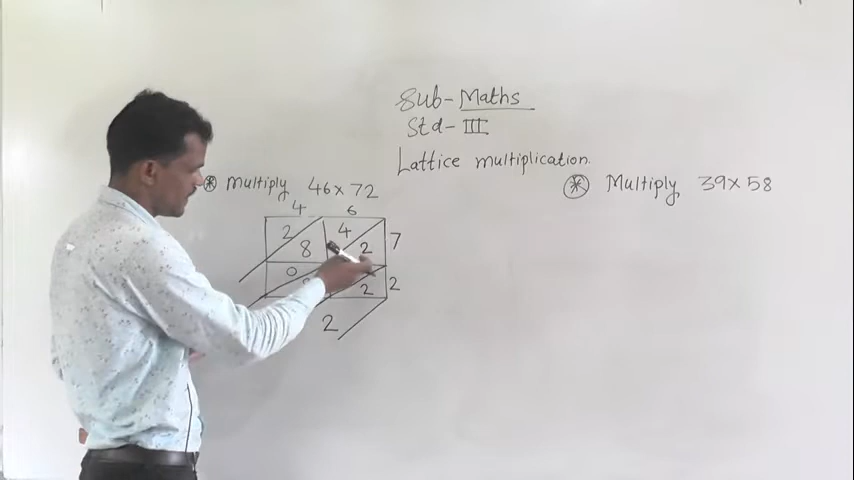 Sub- Maths
Std- III
Lattice multiplication.
* Multiply 46 x 72
* Multiply 39 x 58
4 6
2 4
8 2 7
0
2 2
2